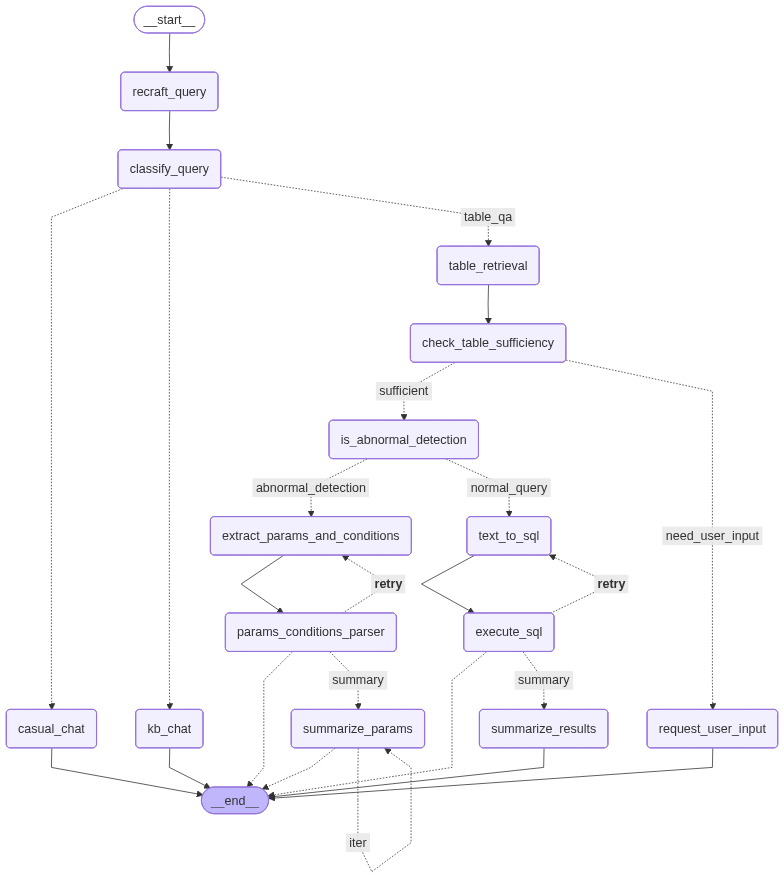 __start__
recraft_query
classify_query
table_qa
table_retrieval
check_table_sufficiency
sufficient
is_abnormal_detection
abnormal_detection
normal_query
extract_params_and_conditions
text_to_sql
need_user_input
retry
retry
params_conditions_parser
execute_sql
summary
summary
casual_chat
kb_chat
summarize_params
summarize_results
request_user_input
__end__
iter